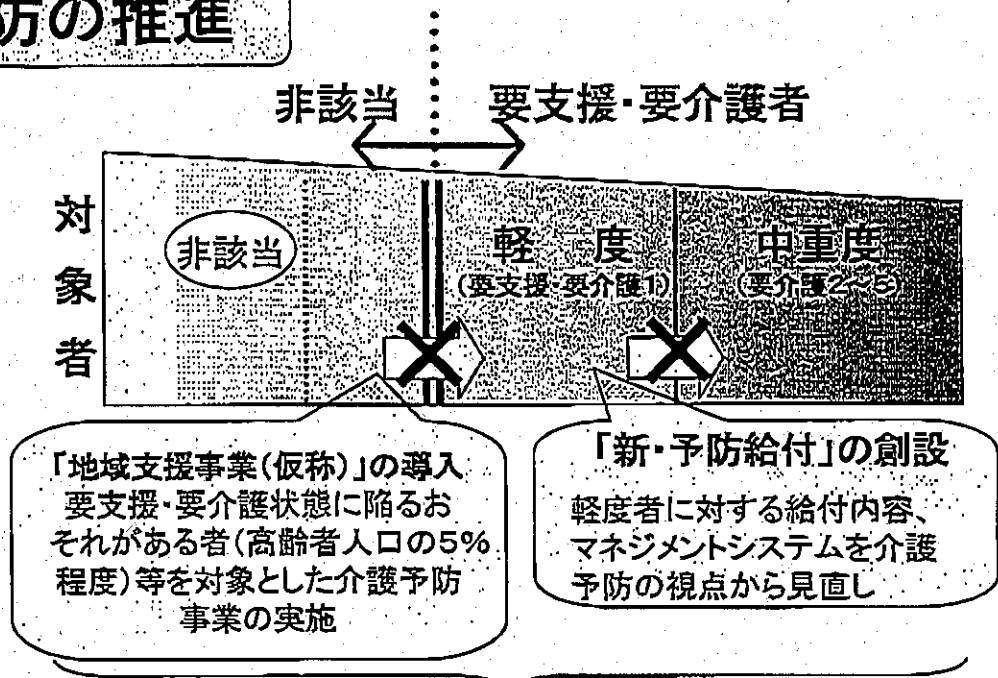 防の推進
非該当 要支援・要介護者
対象者
非該当
軽 度
(要支援・要介護1)
中重度
(要介護2～5)
「地域支援事業(仮称)」の導入
要支援・要介護状態に陥るお
それがある者(高齢者人口の5%
程度)等を対象とした介護予防
事業の実施
「新・予防給付」の創設
軽度者に対する給付内容、
マネジメントシステムを介護
予防の視点から見直し